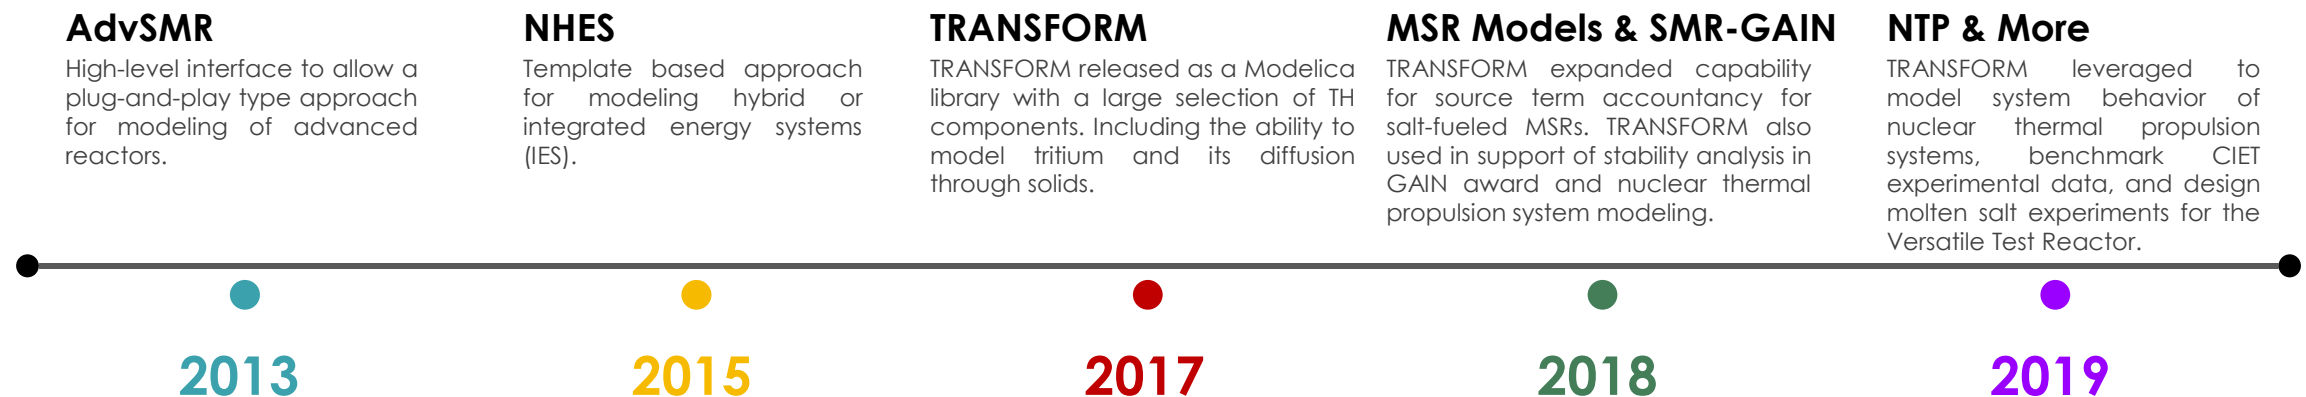 AdvSMR
High-level interface to allow a
plug-and-play type approach
for modeling of advanced
reactors.
NHES
Template based approach
for modeling hybrid or
integrated energy systems
(IES).
TRANSFORM
TRANSFORM released as a Modelica
library with a large selection of TH
components. Including the ability to
model tritium and its diffusion
through solids.
MSR Models & SMR-GAIN
TRANSFORM expanded capability
for source term accountancy for
salt-fueled MSRs. TRANSFORM also
used in support of stability analysis in
GAIN award and nuclear thermal
propulsion system modeling.
NTP & More
TRANSFORM leveraged to
model system behavior of
nuclear thermal propulsion
systems, benchmark CIET
experimental data, and design
molten salt experiments for the
Versatile Test Reactor.
2013
2015
2017
2018
2019